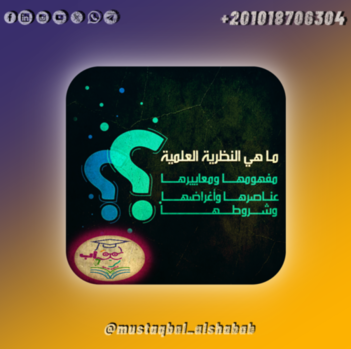 +201018706304
ما هي النظرية العلمية
مفهومها ومعاييرها
عناصرها وأغراضها
وشروطها
@mustaqbal_alshabab